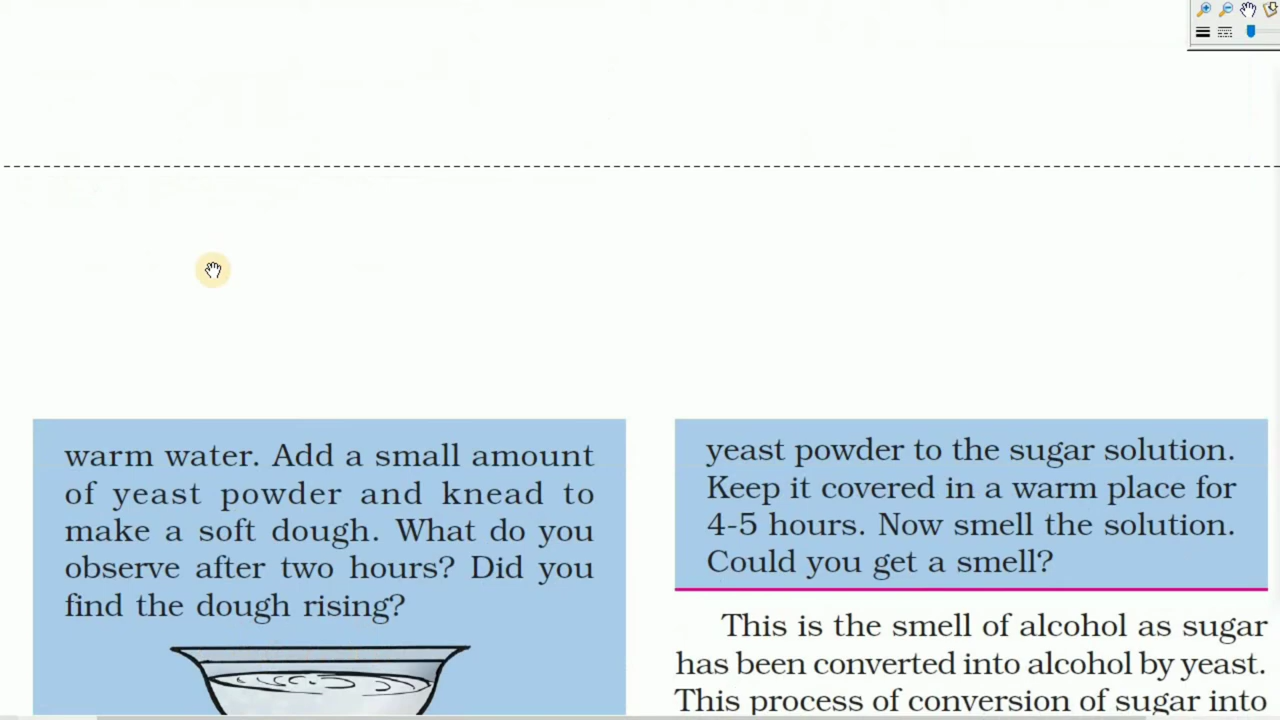 warm water. Add a small amount
of yeast powder and knead to
make a soft dough. What do you
observe after two hours? Did you
find the dough rising?
yeast powder to the sugar solution.
Keep it covered in a warm place for
4-5 hours. Now smell the solution.
Could you get a smell?
This is the smell of alcohol as sugar
has been converted into alcohol by yeast.
This process of conversion of sugar into